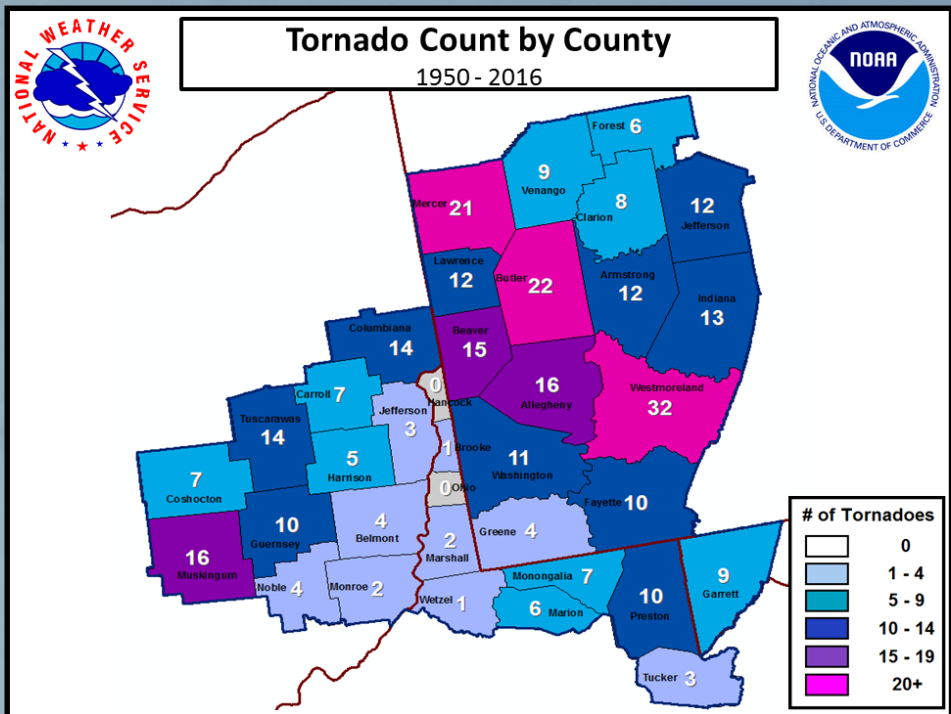 Tornado Count by County
1950 - 2016
NATIONAL WEATHER SERVICE
NOAA
NATIONAL OCEANIC AND ATMOSPHERIC ADMINISTRATION
U.S. DEPARTMENT OF COMMERCE
Forest 6
9
Venango
8
Clarion
Mercer 21
12
Jefferson
Lawrence
12
Butler 22
Armstrong
12
Indiana
13
Columbiana
14
Beaver
15
16
Allegheny
Westmoreland
32
Carroll 7
0
Hancock
Jefferson
3
Tuscarawas
14
5
Harrison
1 Brooke
11
Washington
7
Coshocton
0 Ohio
Fayette 10
10
Guernsey
4
Belmont
2
Marshall
Greene 4
16
Muskingum
Noble 4
Monroe 2
Wetzel 1
Monongalia 7
6 Marion
10
Preston
9
Garrett
Tucker 3
# of Tornadoes
0
1 - 4
5 - 9
10 - 14
15 - 19
20+